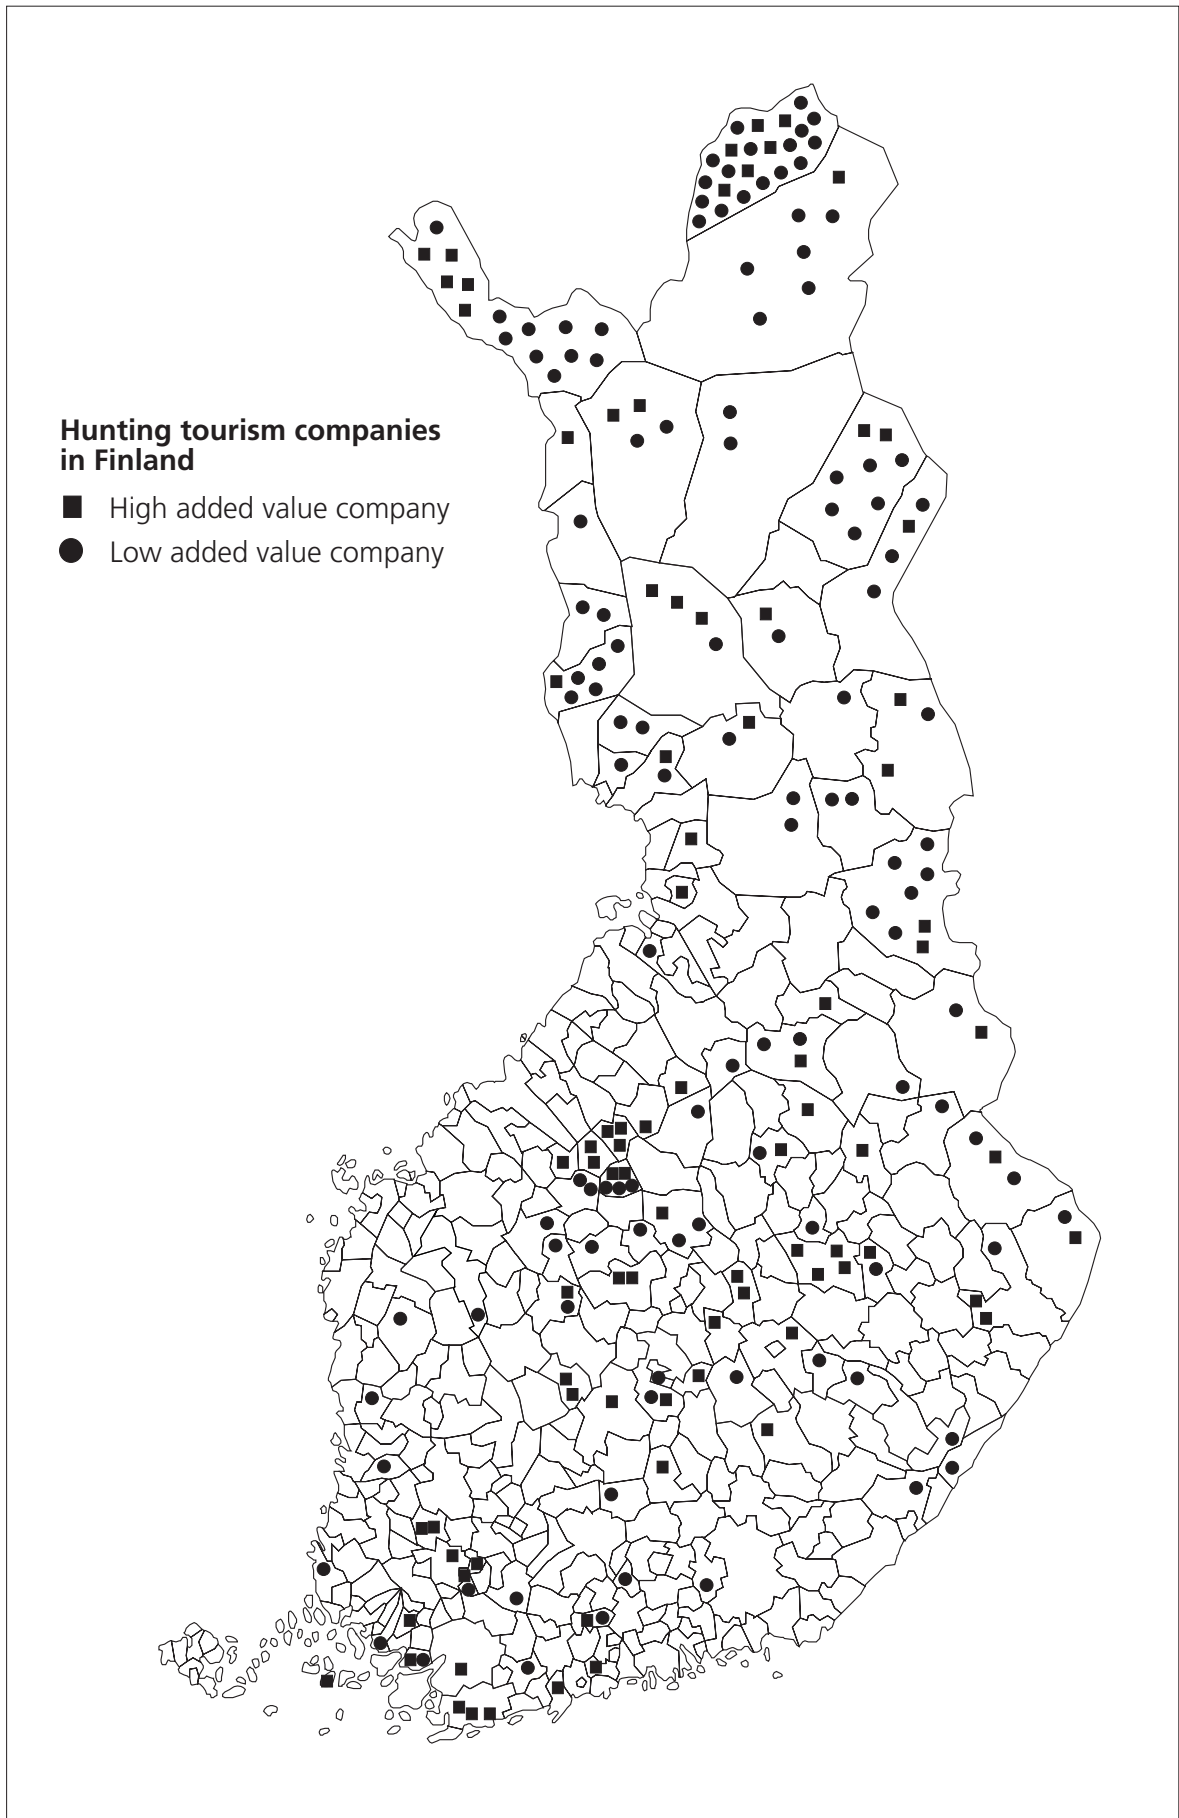 Hunting tourism companies
in Finland
High added value company
Low added value company